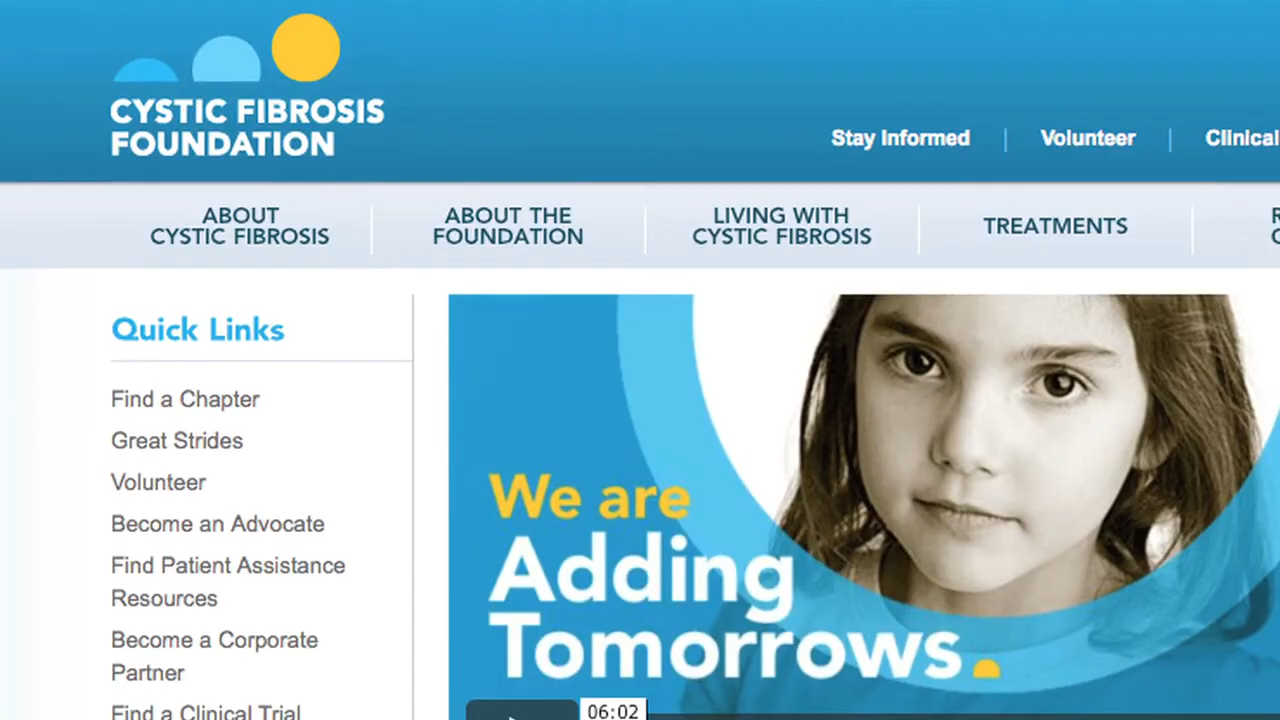 CYSTIC FIBROSIS
FOUNDATION
Stay Informed
Volunteer
Clinical
ABOUT
CYSTIC FIBROSIS
ABOUT THE
FOUNDATION
LIVING WITH
CYSTIC FIBROSIS
TREATMENTS
Quick Links
Find a Chapter
Great Strides
Volunteer
Become an Advocate
Find Patient Assistance
Resources
Become a Corporate
Partner
Find a Clinical Trial
We are
Adding
Tomorrows.
06:02